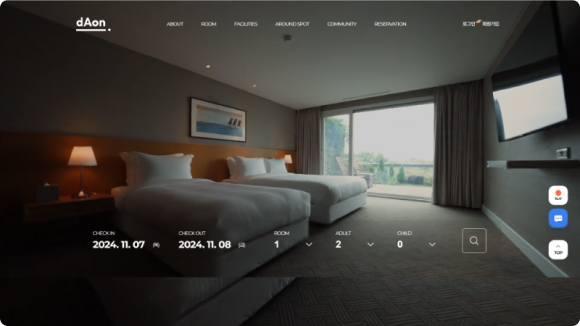 dAon.
ABOUT ROOM FACILITIES AROUND SPOT COMMUNITY RESERVATION 로그인 회원가입
CHECK IN CHECK OUT ROOM ADULT CHILD
2024. 11. 07 (목) 2024. 11. 08 (금) 1 2 0
TOP